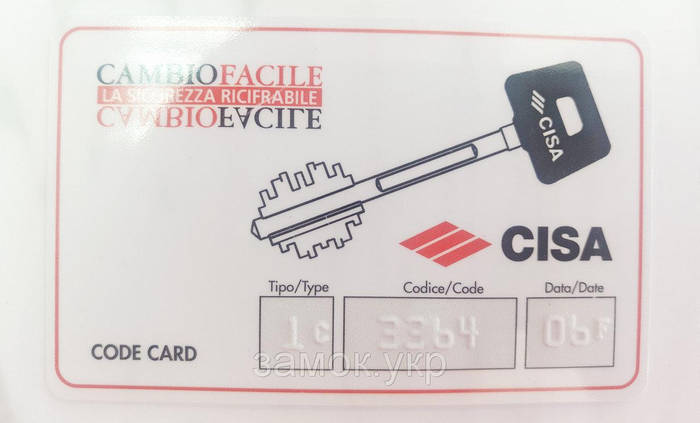 CAMBIOFACILE
LA SICUREZZA RICIFRABILE
CAMBIOFACILE
CISA
CISA
Tipo/Type Codice/Code Data/Date
1C 3364 06F
CODE CARD
замок.укр